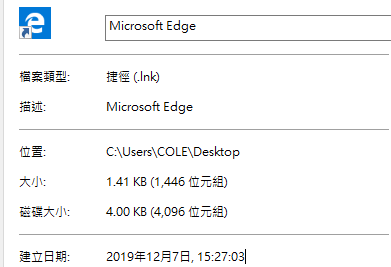 Microsoft Edge
檔案類型: 捷徑 (.lnk)
描述: Microsoft Edge
位置: C:\Users\COLE\Desktop
大小: 1.41 KB (1,446 位元組)
磁碟大小: 4.00 KB (4,096 位元組)
建立日期: 2019年12月7日, 15:27:03